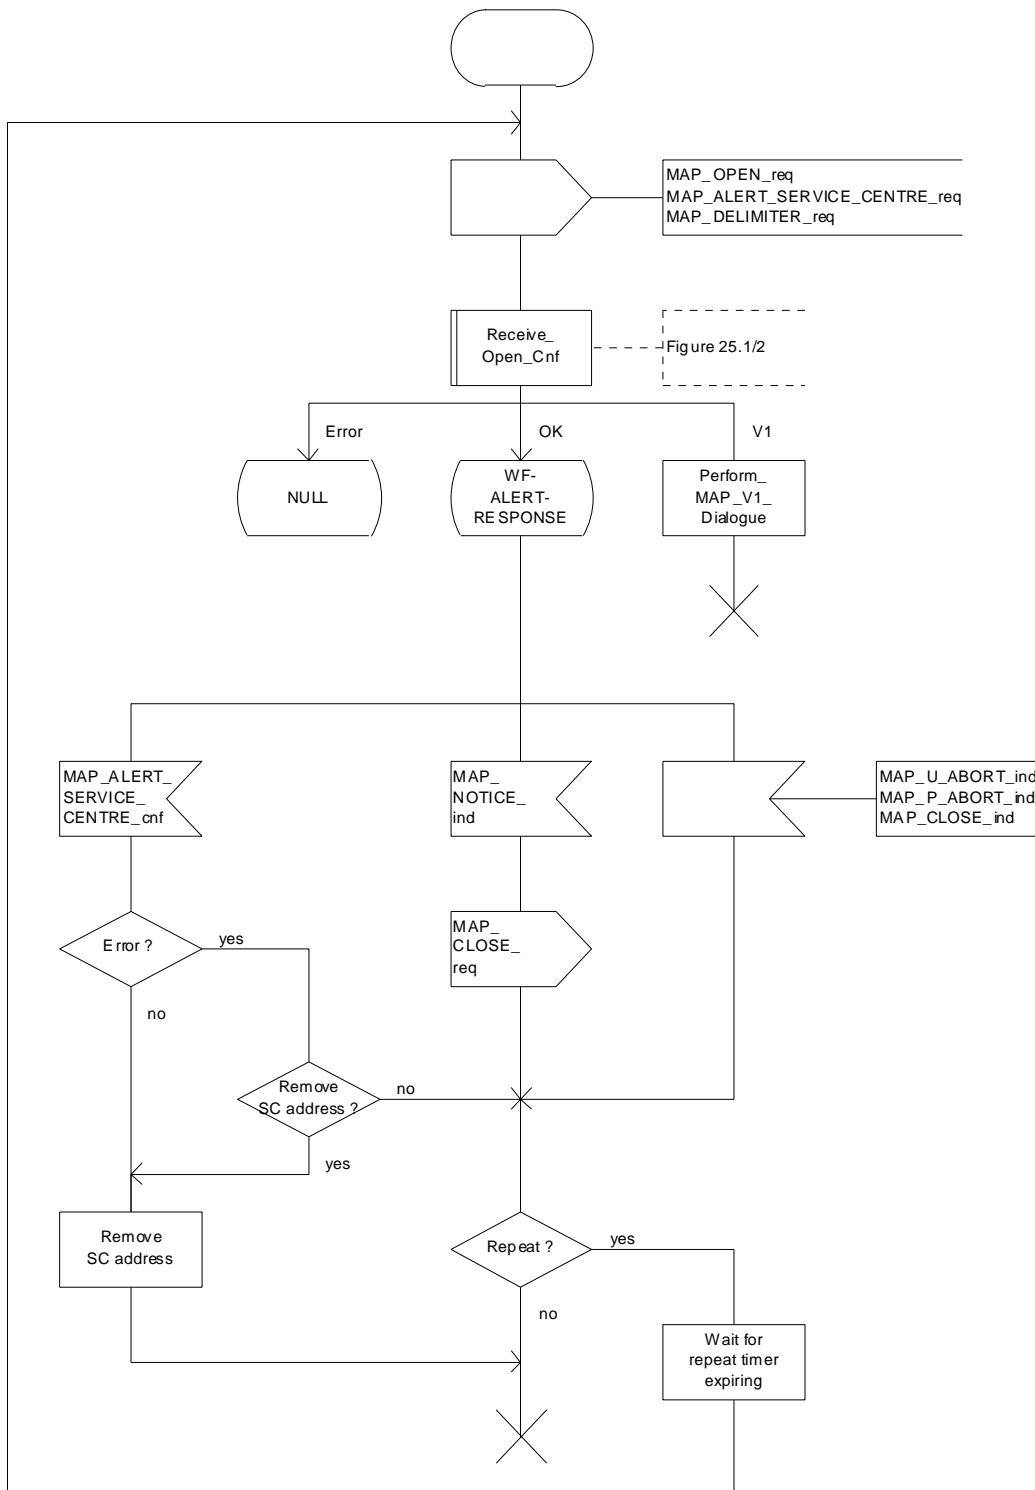 MAP_OPEN_req
MAP_ALERT_SERVICE_CENTRE_req
MAP_DELIMITER_req
Receive_
Open_Cnf
Figure 25.1/2
Error
OK
V1
NULL
WF-
ALERT-
RESPONSE
Perform_
MAP_V1_
Dialogue
MAP_ALERT_
SERVICE_
CENTRE_cnf
MAP_
NOTICE_
ind
MAP_U_ABORT_ind
MAP_P_ABORT_ind
MAP_CLOSE_ind
Error ?
yes
MAP_
CLOSE_
req
no
Remove
SC address ?
no
yes
Remove
SC address
Repeat ?
yes
no
Wait for
repeat timer
expiring